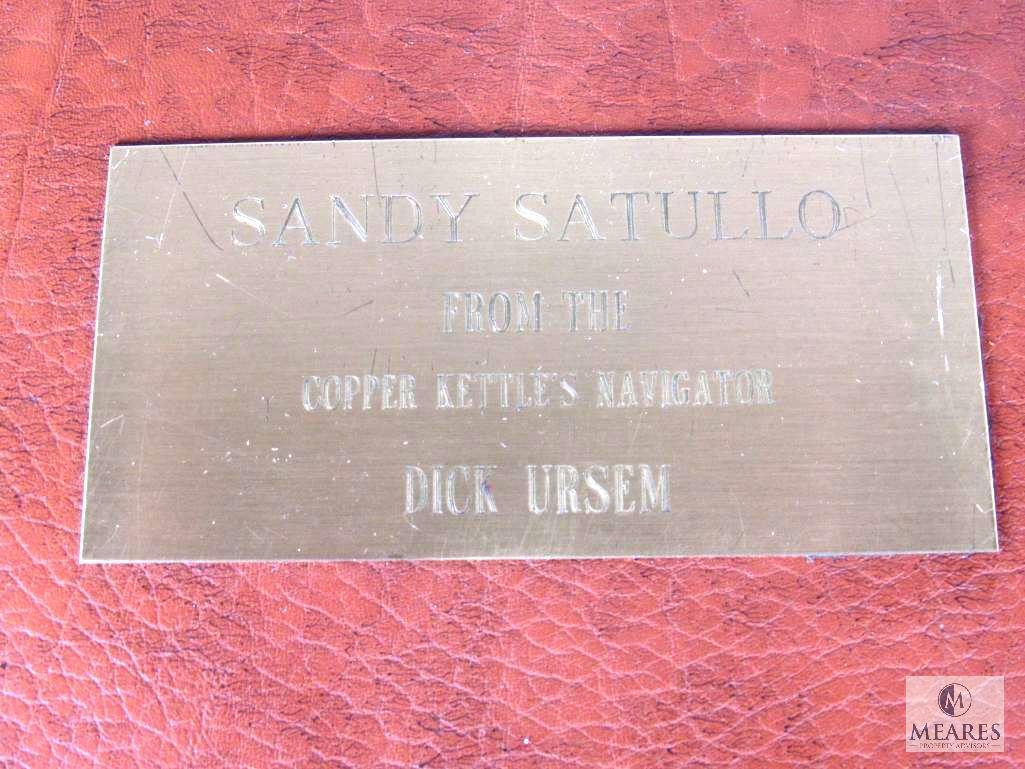 SANDY SATULLO
FROM THE
COPPER KETTLE'S NAVIGATOR
DICK URSEM
M
MEARES
PROPERTY ADVISORS